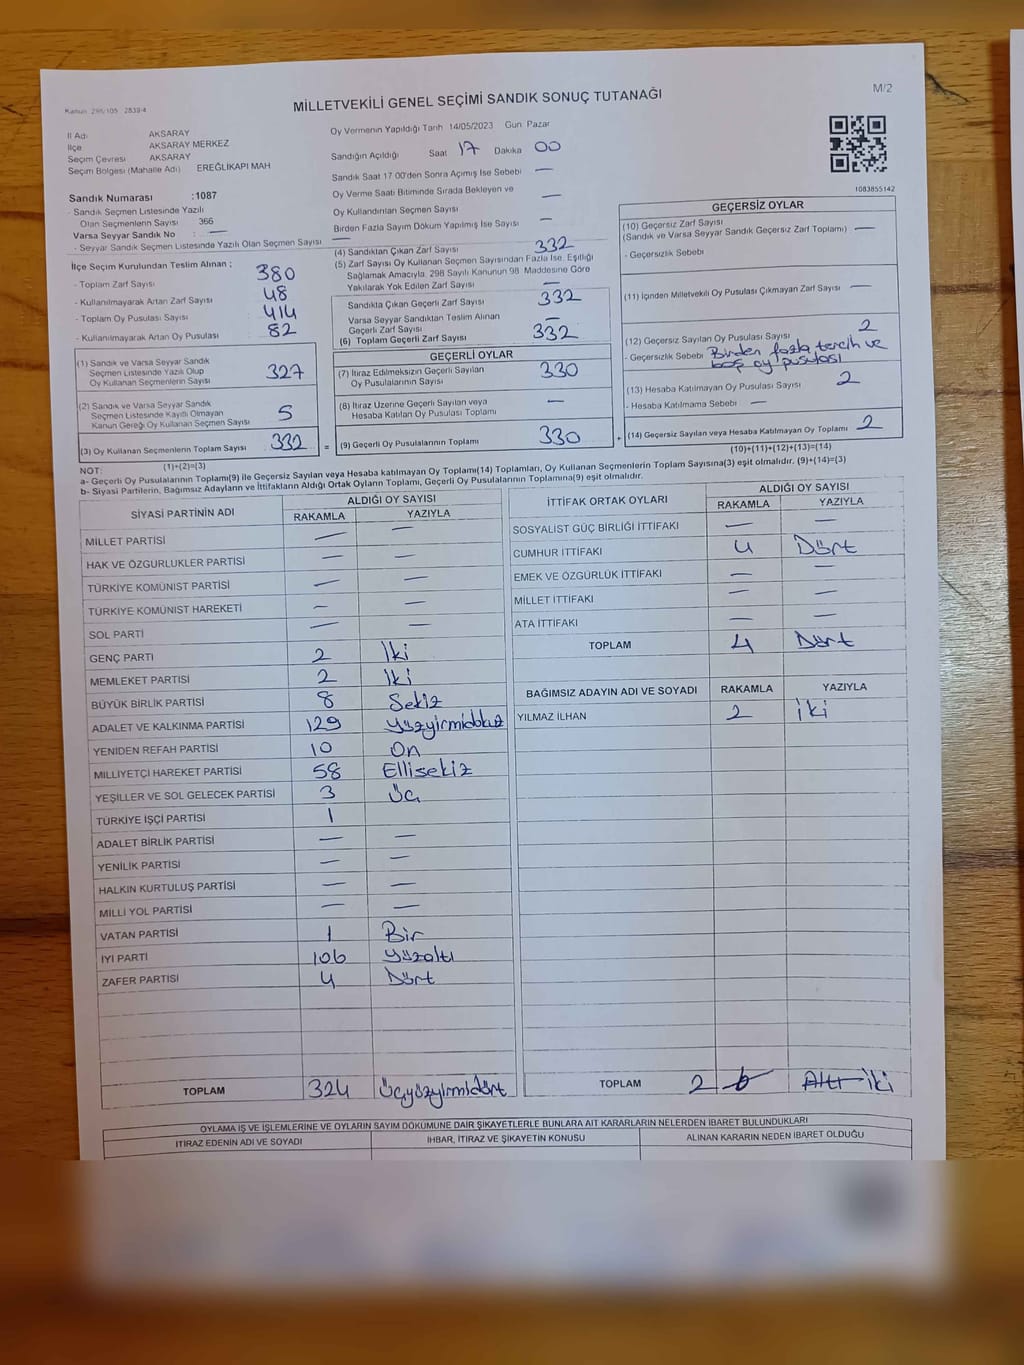 Kanun 298/105 2839-4
MİLLETVEKİLİ GENEL SEÇİMİ SANDIK SONUÇ TUTANAĞI
M/2
İl Adı AKSARAY
İlçe AKSARAY MERKEZ
Seçim Çevresi AKSARAY
Seçim Bölgesi (Mahalle Adı) EREĞLİKAPI MAH
Oy Vermenin Yapıldığı Tarih 14/05/2023 Gün Pazar
Sandığın Açıldığı Saat 17 Dakika 00
Sandık Saat 17 00'den Sonra Açımış İse Sebebi —
Oy Verme Saati Bitiminde Sırada Bekleyen ve
Oy Kullandırılan Seçmen Sayısı —
Birden Fazla Sayım Döküm Yapılmış İse Sayısı —
1083855142
Sandık Numarası :1087
- Sandık Seçmen Listesinde Yazılı
Olan Seçmenlerin Sayısı 366
Varsa Seyyar Sandık No : —
- Seyyar Sandık Seçmen Listesinde Yazılı Olan Seçmen Sayısı —
İlçe Seçim Kurulundan Teslim Alınan ;
- Toplam Zarf Sayısı 380
- Kullanılmayarak Artan Zarf Sayısı 48
- Toplam Oy Pusulası Sayısı 414
- Kullanılmayarak Artan Oy Pusulası 82
(1) Sandık ve Varsa Seyyar Sandık
Seçmen Listesinde Yazılı Olup
Oy Kullanan Seçmenlerin Sayısı 327
(2) Sandık ve Varsa Seyyar Sandık
Seçmen Listesinde Kayıtlı Olmayan
Kanun Gereği Oy Kullanan Seçmen Sayısı 5
(3) Oy Kullanan Seçmenlerin Toplam Sayısı 332 =
(1)+(2)=(3)
(4) Sandıktan Çıkan Zarf Sayısı 332
(5) Zarf Sayısı Oy Kullanan Seçmen Sayısından Fazla İse, Eşitliği
Sağlamak Amacıyla, 298 Sayılı Kanunun 98 Maddesine Göre
Yakılarak Yok Edilen Zarf Sayısı —
Sandıkta Çıkan Geçerli Zarf Sayısı 332
Varsa Seyyar Sandıktan Teslim Alınan
Geçerli Zarf Sayısı —
(6) Toplam Geçerli Zarf Sayısı 332
GEÇERLİ OYLAR
(7) İtiraz Edilmeksizin Geçerli Sayılan
Oy Pusulalarının Sayısı 330
(8) İtiraz Üzerine Geçerli Sayılan veya
Hesaba Katılan Oy Pusulası Toplamı —
(9) Geçerli Oy Pusulalarının Toplamı 330 +
GEÇERSİZ OYLAR
(10) Geçersiz Zarf Sayısı
(Sandık ve Varsa Seyyar Sandık Geçersiz Zarf Toplamı) —
- Geçersizlik Sebebi
(11) İçinden Milletvekili Oy Pusulası Çıkmayan Zarf Sayısı —
(12) Geçersiz Sayılan Oy Pusulası Sayısı 2
- Geçersizlik Sebebi Birden fazla tercih ve
boş oy pusulası
(13) Hesaba Katılmayan Oy Pusulası Sayısı 2
- Hesaba Katılmama Sebebi —
(14) Geçersiz Sayılan veya Hesaba Katılmayan Oy Toplamı 2
(10)+(11)+(12)+(13)=(14)
NOT:
a- Geçerli Oy Pusulalarının Toplamı(9) ile Geçersiz Sayılan veya Hesaba katılmayan Oy Toplamı(14) Toplamları, Oy Kullanan Seçmenlerin Toplam Sayısına(3) eşit olmalıdır. (9)+(14)=(3)
b- Siyasi Partilerin, Bağımsız Adayların ve İttifakların Aldığı Ortak Oyların Toplamı, Geçerli Oy Pusulalarının Toplamına(9) eşit olmalıdır.
SİYASİ PARTİNİN ADI ALDIĞI OY SAYISI
RAKAMLA YAZIYLA
MİLLET PARTİSİ — —
HAK VE ÖZGÜRLÜKLER PARTİSİ — —
TÜRKİYE KOMÜNİST PARTİSİ — —
TÜRKİYE KOMÜNİST HAREKETİ — —
SOL PARTİ — —
GENÇ PARTİ 2 İki
MEMLEKET PARTİSİ 2 İki
BÜYÜK BİRLİK PARTİSİ 8 Sekiz
ADALET VE KALKINMA PARTİSİ 129 Yüzyirmidokuz
YENİDEN REFAH PARTİSİ 10 On
MİLLİYETÇİ HAREKET PARTİSİ 58 Ellisekiz
YEŞİLLER VE SOL GELECEK PARTİSİ 3 Üç
TÜRKİYE İŞÇİ PARTİSİ 1
ADALET BİRLİK PARTİSİ — —
YENİLİK PARTİSİ — —
HALKIN KURTULUŞ PARTİSİ — —
MİLLİ YOL PARTİSİ — —
VATAN PARTİSİ 1 Bir
İYİ PARTİ 106 Yüzaltı
ZAFER PARTİSİ 4 Dört
TOPLAM 324 Üçyüzyirmidört
İTTİFAK ORTAK OYLARI ALDIĞI OY SAYISI
RAKAMLA YAZIYLA
SOSYALİST GÜÇ BİRLİĞİ İTTİFAKI — —
CUMHUR İTTİFAKI 4 Dört
EMEK VE ÖZGÜRLÜK İTTİFAKI — —
MİLLET İTTİFAKI — —
ATA İTTİFAKI — —
TOPLAM 4 Dört
BAĞIMSIZ ADAYIN ADI VE SOYADI RAKAMLA YAZIYLA
YILMAZ İLHAN 2 İki
TOPLAM 2 6 Altı İki
OYLAMA İŞ VE İŞLEMLERİNE VE OYLARIN SAYIM DÖKÜMÜNE DAİR ŞİKAYETLERLE BUNLARA AİT KARARLARIN NELERDEN İBARET BULUNDUKLARI
İTİRAZ EDENİN ADI VE SOYADI İHBAR, İTİRAZ VE ŞİKAYETİN KONUSU ALINAN KARARIN NEDEN İBARET OLDUĞU